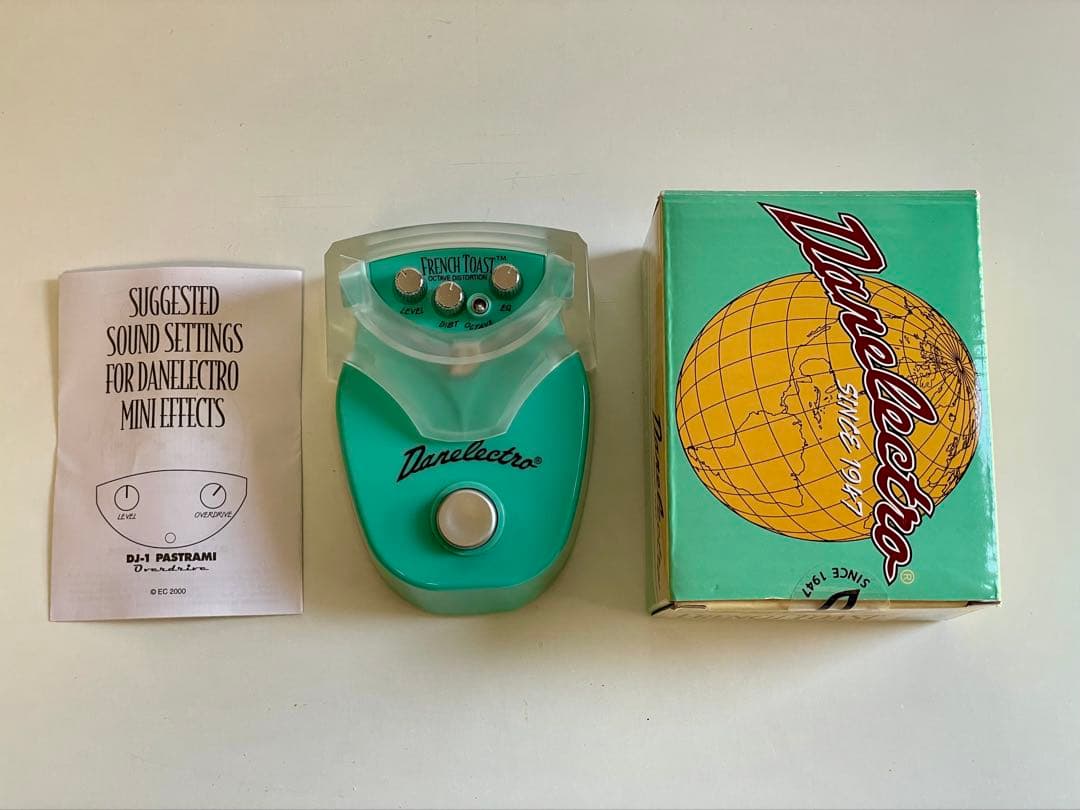 SUGGESTED
SOUND SETTINGS
FOR DANELECTRO
MINI EFFECTS
LEVEL
OVERDRIVE
DJ-1 PASTRAMI
Overdrive
© EC 2000
FRENCH TOAST™
OCTAVE DISTORTION
LEVEL
DIST
OCTAVE
EQ
Danelectro®
Danelectro®
SINCE 1947
SINCE 1947